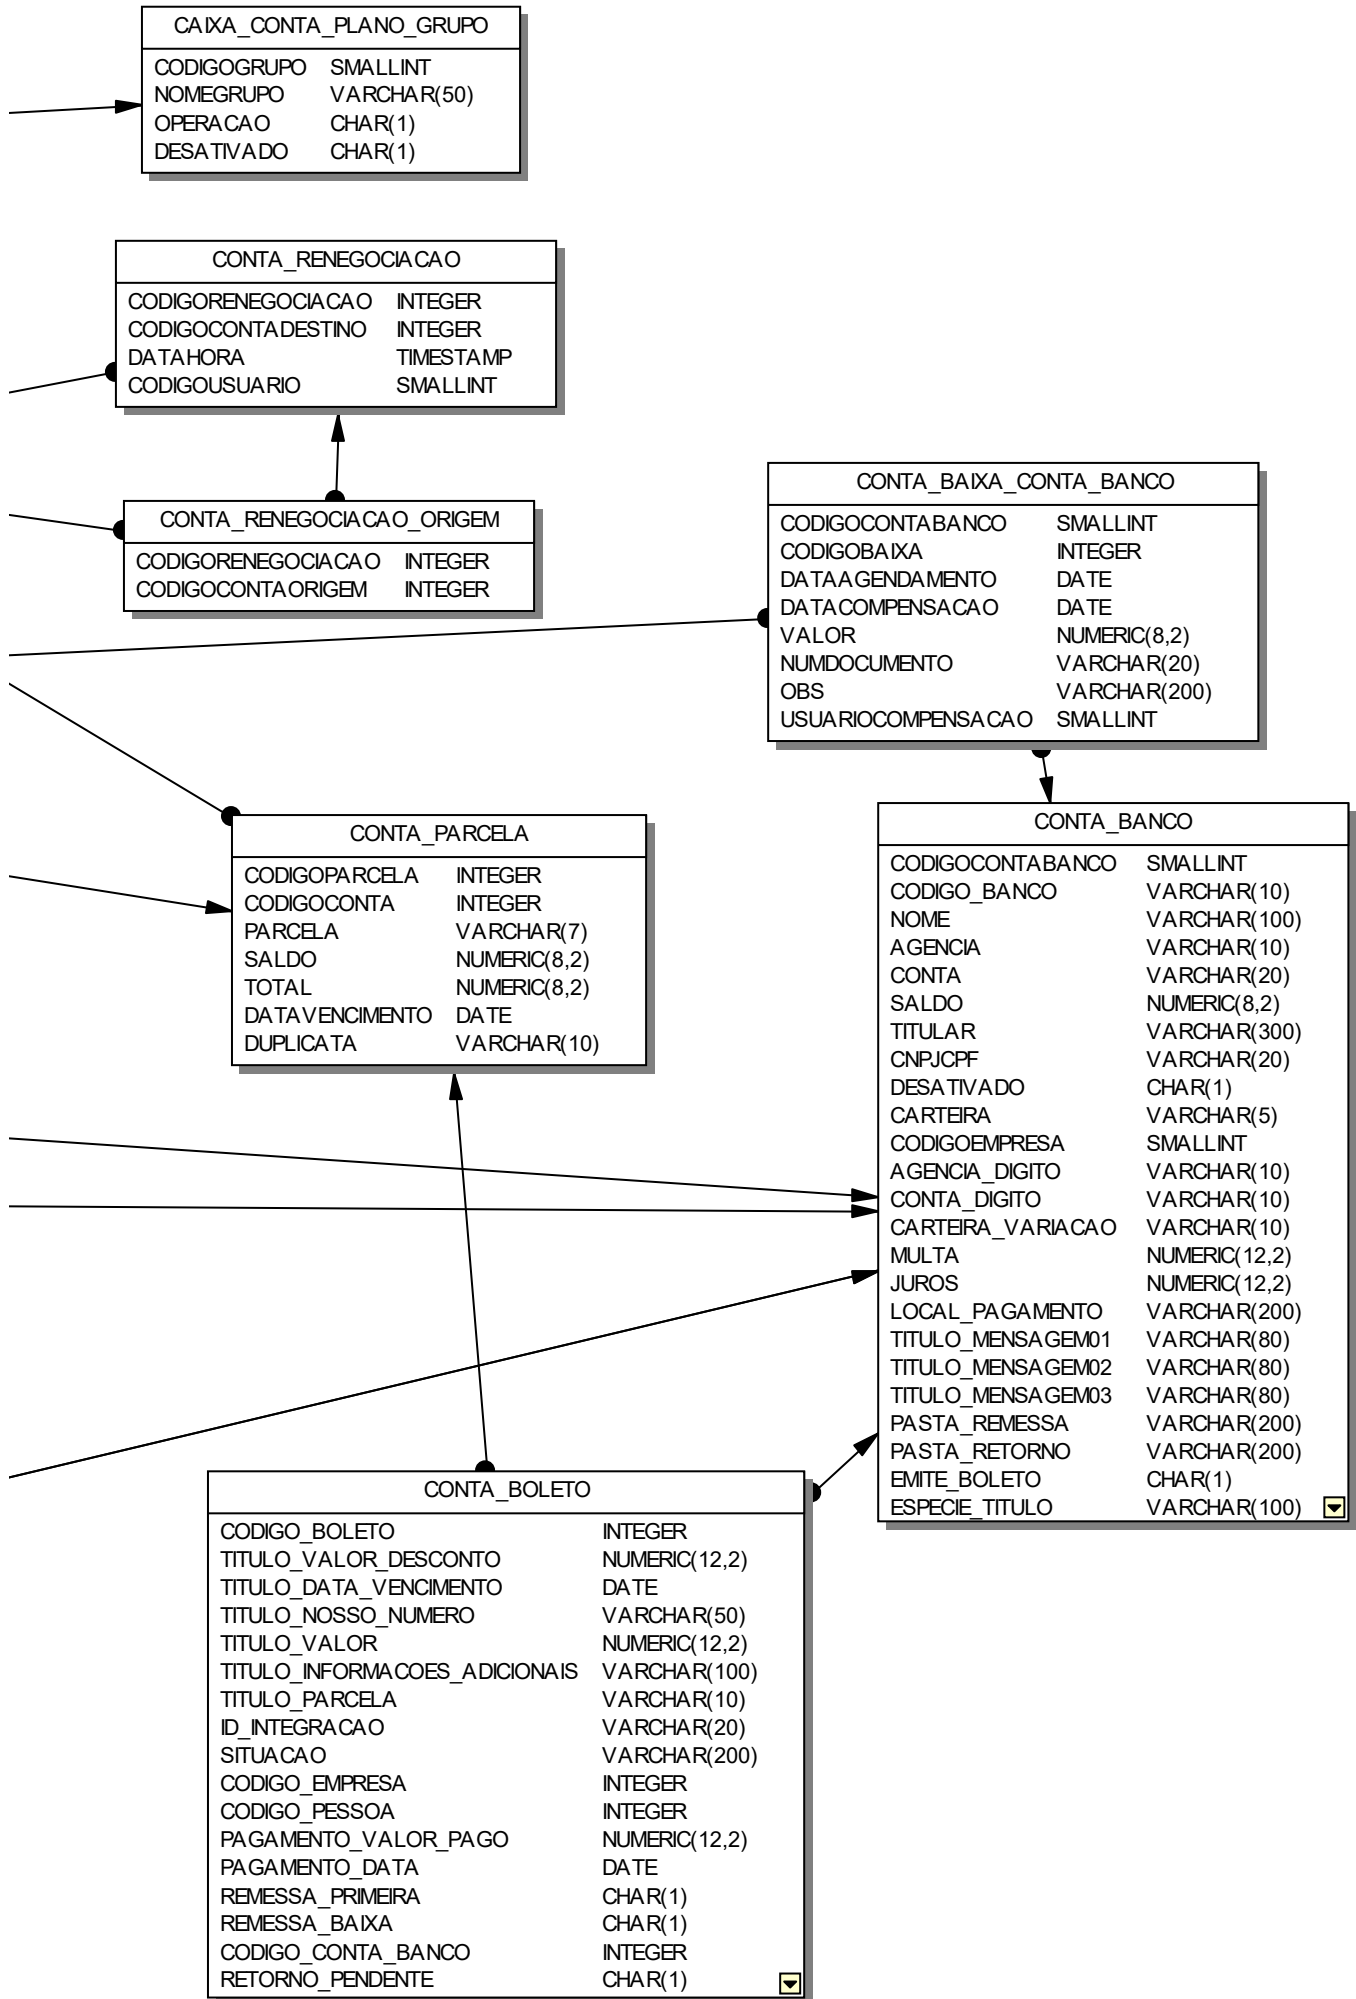 CAIXA_CONTA_PLANO_GRUPO
CODIGOGRUPO SMALLINT
NOMEGRUPO VARCHAR(50)
OPERACAO CHAR(1)
DESATIVADO CHAR(1)
CONTA_RENEGOCIACAO
CODIGORENEGOCIACAO INTEGER
CODIGOCONTADESTINO INTEGER
DATAHORA TIMESTAMP
CODIGOUSUARIO SMALLINT
CONTA_RENEGOCIACAO_ORIGEM
CODIGORENEGOCIACAO INTEGER
CODIGOCONTAORIGEM INTEGER
CONTA_BAIXA_CONTA_BANCO
CODIGOCONTABANCO SMALLINT
CODIGOBAIXA INTEGER
DATAAGENDAMENTO DATE
DATACOMPENSACAO DATE
VALOR NUMERIC(8,2)
NUMDOCUMENTO VARCHAR(20)
OBS VARCHAR(200)
USUARIOCOMPENSACAO SMALLINT
CONTA_PARCELA
CODIGOPARCELA INTEGER
CODIGOCONTA INTEGER
PARCELA VARCHAR(7)
SALDO NUMERIC(8,2)
TOTAL NUMERIC(8,2)
DATAVENCIMENTO DATE
DUPLICATA VARCHAR(10)
CONTA_BANCO
CODIGOCONTABANCO SMALLINT
CODIGO_BANCO VARCHAR(10)
NOME VARCHAR(100)
AGENCIA VARCHAR(10)
CONTA VARCHAR(20)
SALDO NUMERIC(8,2)
TITULAR VARCHAR(300)
CNPJCPF VARCHAR(20)
DESATIVADO CHAR(1)
CARTEIRA VARCHAR(5)
CODIGOEMPRESA SMALLINT
AGENCIA_DIGITO VARCHAR(10)
CONTA_DIGITO VARCHAR(10)
CARTEIRA_VARIACAO VARCHAR(10)
MULTA NUMERIC(12,2)
JUROS NUMERIC(12,2)
LOCAL_PAGAMENTO VARCHAR(200)
TITULO_MENSAGEM01 VARCHAR(80)
TITULO_MENSAGEM02 VARCHAR(80)
TITULO_MENSAGEM03 VARCHAR(80)
PASTA_REMESSA VARCHAR(200)
PASTA_RETORNO VARCHAR(200)
EMITE_BOLETO CHAR(1)
ESPECIE_TITULO VARCHAR(100)
CONTA_BOLETO
CODIGO_BOLETO INTEGER
TITULO_VALOR_DESCONTO NUMERIC(12,2)
TITULO_DATA_VENCIMENTO DATE
TITULO_NOSSO_NUMERO VARCHAR(50)
TITULO_VALOR NUMERIC(12,2)
TITULO_INFORMACOES_ADICIONAIS VARCHAR(100)
TITULO_PARCELA VARCHAR(10)
ID_INTEGRACAO VARCHAR(20)
SITUACAO VARCHAR(200)
CODIGO_EMPRESA INTEGER
CODIGO_PESSOA INTEGER
PAGAMENTO_VALOR_PAGO NUMERIC(12,2)
PAGAMENTO_DATA DATE
REMESSA_PRIMEIRA CHAR(1)
REMESSA_BAIXA CHAR(1)
CODIGO_CONTA_BANCO INTEGER
RETORNO_PENDENTE CHAR(1)